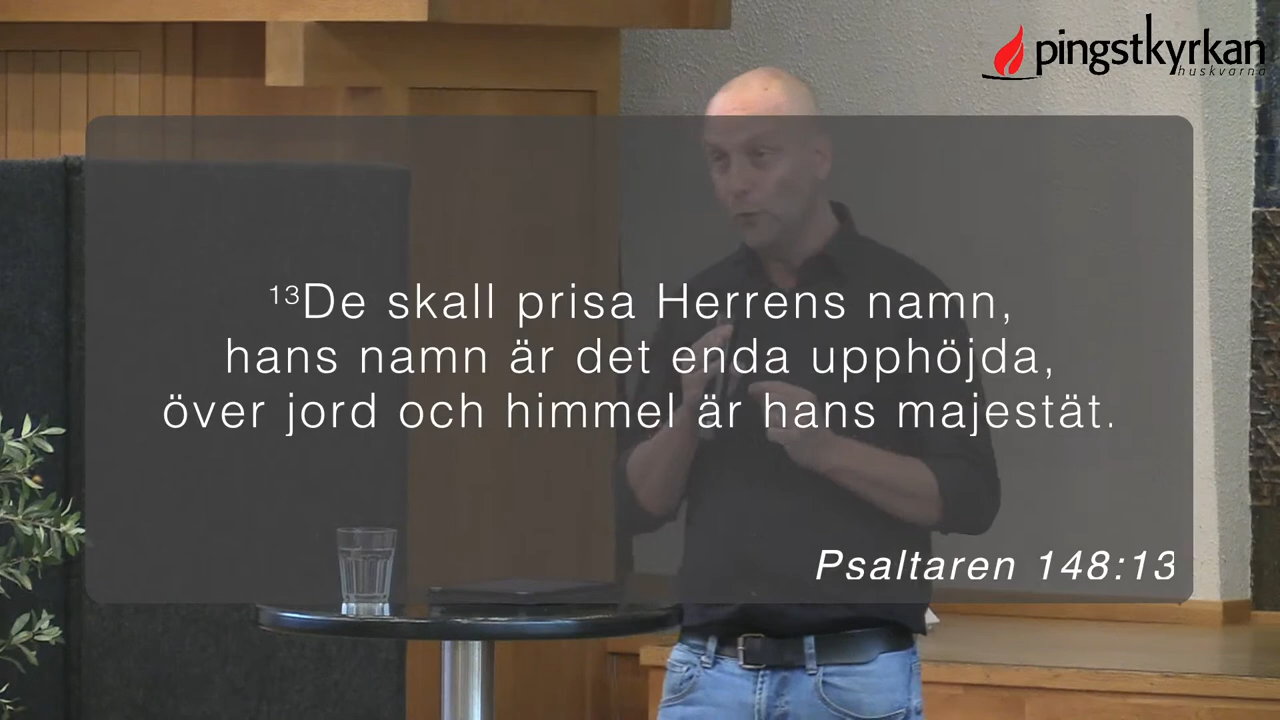 pingstkyrkan
huskvarna
13De skall prisa Herrens namn,
hans namn är det enda upphöjda,
över jord och himmel är hans majestät.
Psaltaren 148:13